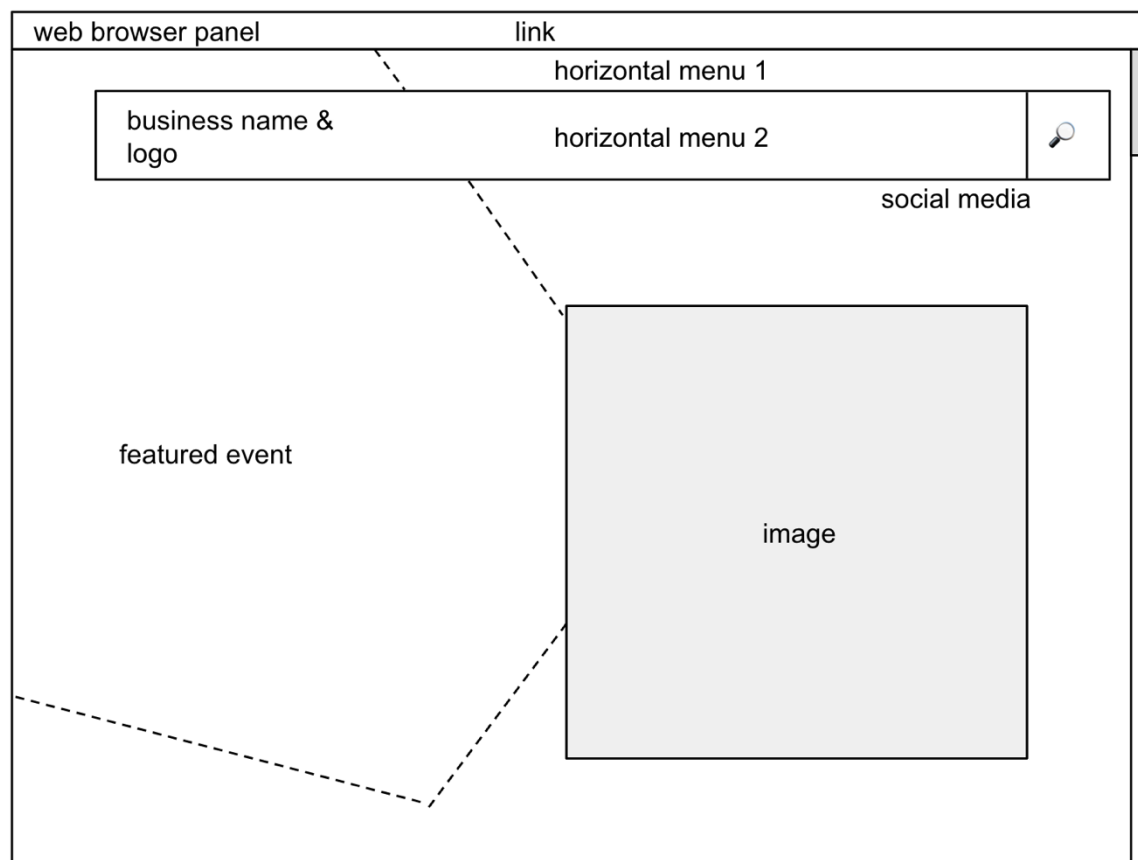 web browser panel
link
horizontal menu 1
business name &
logo
horizontal menu 2
social media
featured event
image